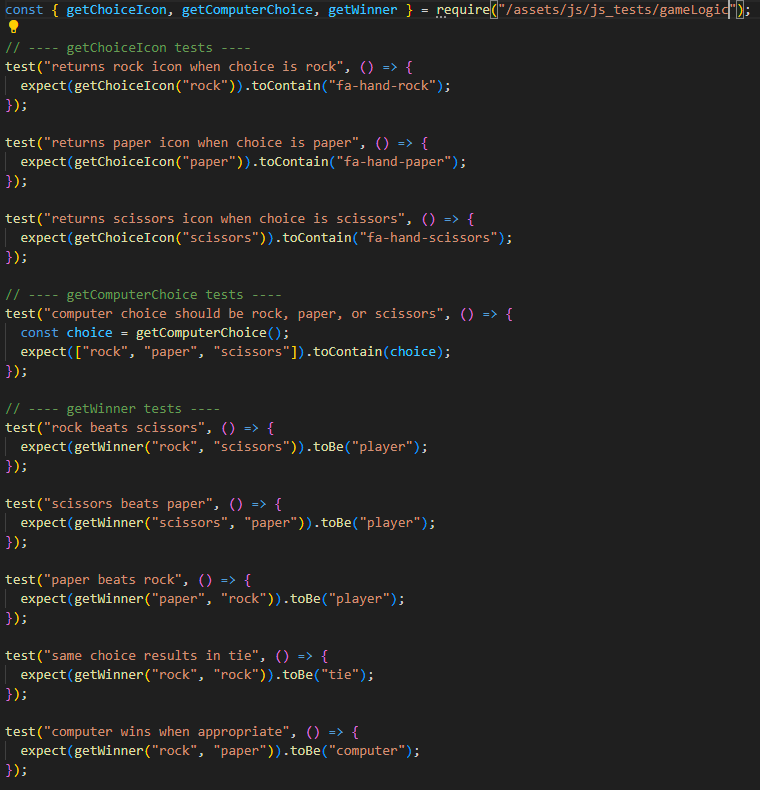 const { getChoiceIcon, getComputerChoice, getWinner } = require("/assets/js/js_tests/gameLogic");
// ---- getChoiceIcon tests ----
test("returns rock icon when choice is rock", () => {
  expect(getChoiceIcon("rock")).toContain("fa-hand-rock");
});

test("returns paper icon when choice is paper", () => {
  expect(getChoiceIcon("paper")).toContain("fa-hand-paper");
});

test("returns scissors icon when choice is scissors", () => {
  expect(getChoiceIcon("scissors")).toContain("fa-hand-scissors");
});

// ---- getComputerChoice tests ----
test("computer choice should be rock, paper, or scissors", () => {
  const choice = getComputerChoice();
  expect(["rock", "paper", "scissors"]).toContain(choice);
});

// ---- getWinner tests ----
test("rock beats scissors", () => {
  expect(getWinner("rock", "scissors")).toBe("player");
});

test("scissors beats paper", () => {
  expect(getWinner("scissors", "paper")).toBe("player");
});

test("paper beats rock", () => {
  expect(getWinner("paper", "rock")).toBe("player");
});

test("same choice results in tie", () => {
  expect(getWinner("rock", "rock")).toBe("tie");
});

test("computer wins when appropriate", () => {
  expect(getWinner("rock", "paper")).toBe("computer");
});